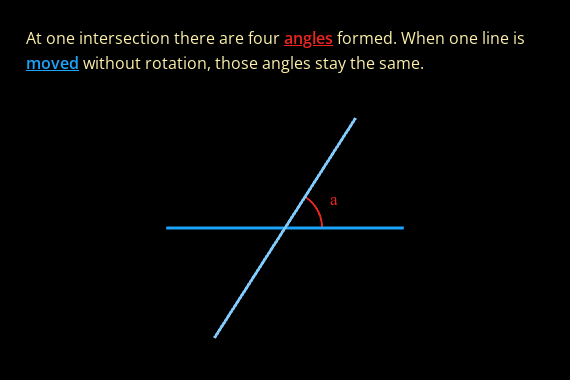 At one intersection there are four angles formed. When one line is
moved without rotation, those angles stay the same.
a